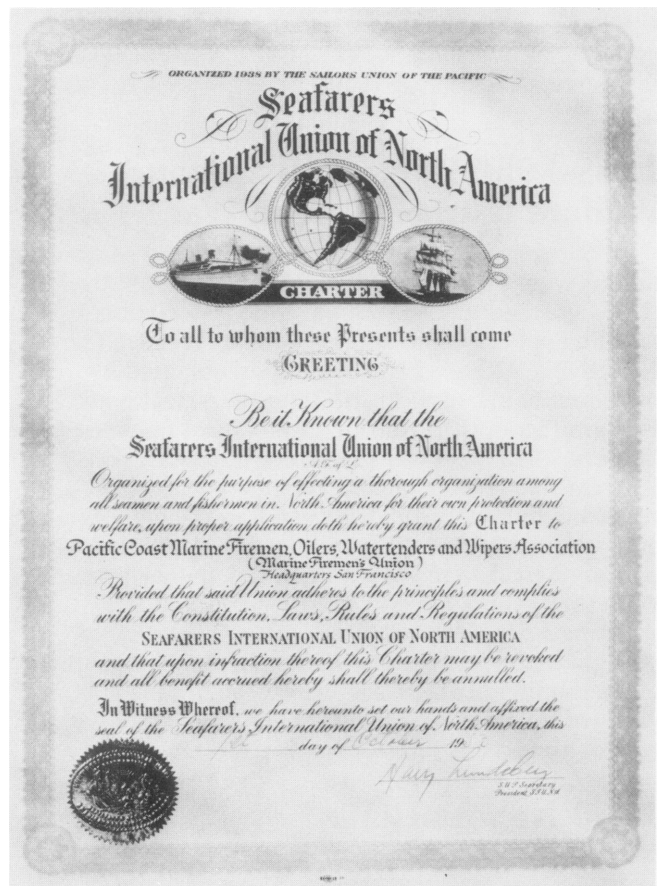 ORGANIZED 1938 BY THE SAILORS UNION OF THE PACIFIC
Seafarers
International Union of North America
CHARTER
To all to whom these Presents shall come
GREETING
Be it Known that the
Seafarers International Union of North America
A.F. of L.
Organized for the purpose of effecting a thorough organization among
all seamen and fishermen in North America for their own protection and
welfare, upon proper application doth hereby grant this Charter to
Pacific Coast Marine Firemen, Oilers, Watertenders and Wipers Association
(Marine Firemen's Union)
Headquarters San Francisco
Provided that said Union adheres to the principles and complies
with the Constitution, Laws, Rules and Regulations of the
SEAFARERS INTERNATIONAL UNION OF NORTH AMERICA
and that upon infraction thereof this Charter may be revoked
and all benefit accrued hereby shall thereby be annulled.
In Witness Whereof, we have hereunto set our hands and affixed the
seal of the Seafarers International Union of North America, this
day of October 19
Harry Lundeberg
S.U.P. Secretary
President, S.I.U.N.A.